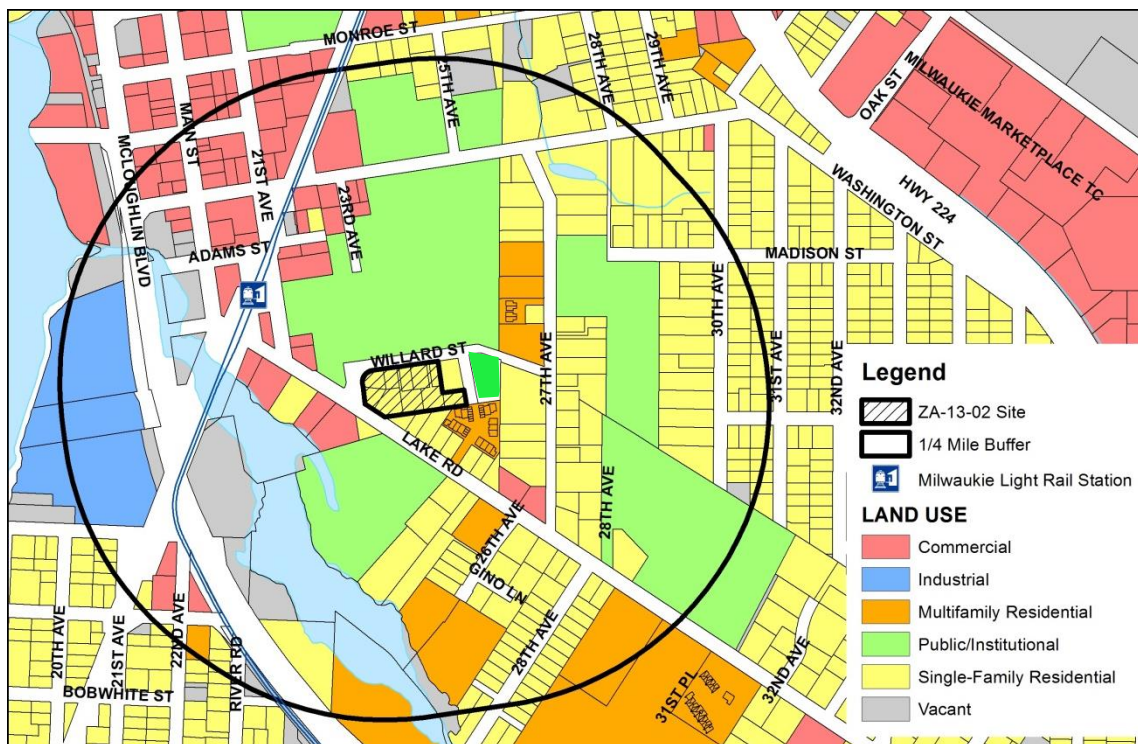 MONROE ST
25TH AVE
28TH AVE
29TH AVE
OAK ST
MILWAUKIE MARKETPLACE TC
HWY 224
WASHINGTON ST
MAIN ST
21ST AVE
MCLOUGHLIN BLVD
23RD AVE
ADAMS ST
MADISON ST
30TH AVE
31ST AVE
32ND AVE
27TH AVE
WILLARD ST
LAKE RD
28TH AVE
26TH AVE
GINO LN
28TH AVE
31ST PL
32ND AVE
20TH AVE
21ST AVE
22ND AVE
RIVER RD
BOBWHITE ST
Legend
ZA-13-02 Site
1/4 Mile Buffer
Milwaukie Light Rail Station
LAND USE
Commercial
Industrial
Multifamily Residential
Public/Institutional
Single-Family Residential
Vacant